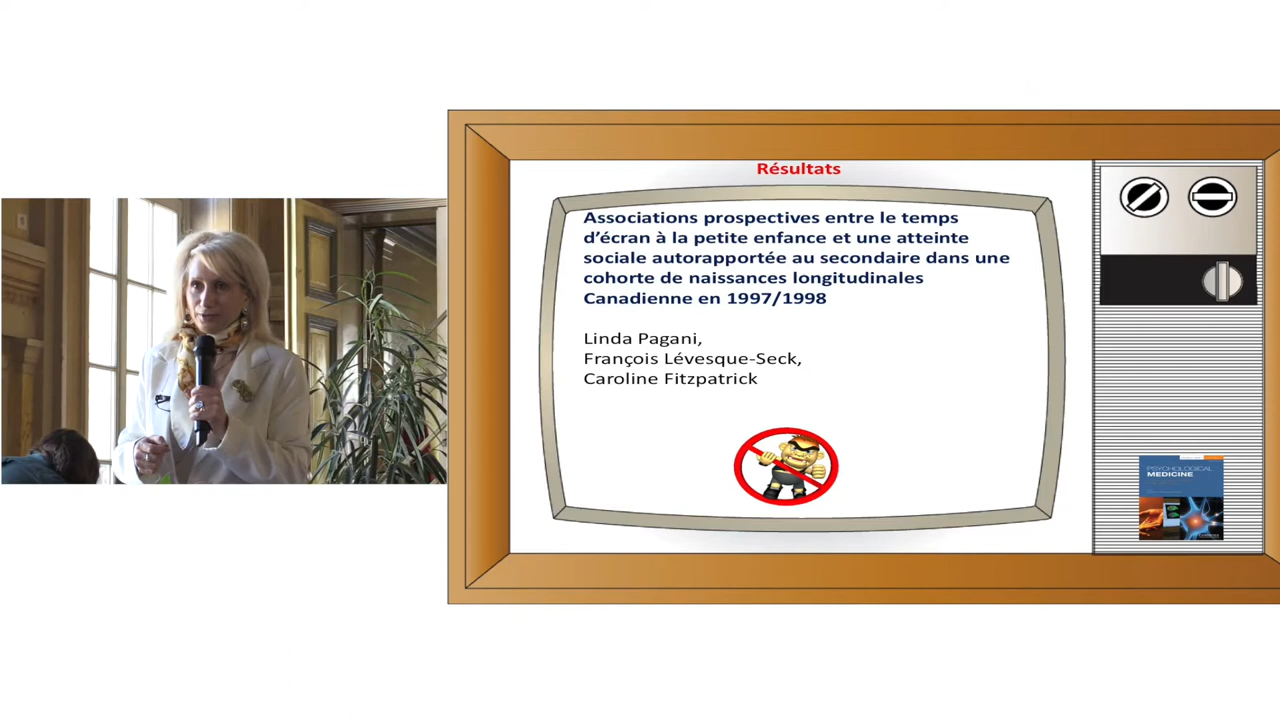 Résultats
Associations prospectives entre le temps
d’écran à la petite enfance et une atteinte
sociale autorapportée au secondaire dans une
cohorte de naissances longitudinales
Canadienne en 1997/1998
Linda Pagani,
François Lévesque-Seck,
Caroline Fitzpatrick
PSYCHOLOGICAL
MEDICINE